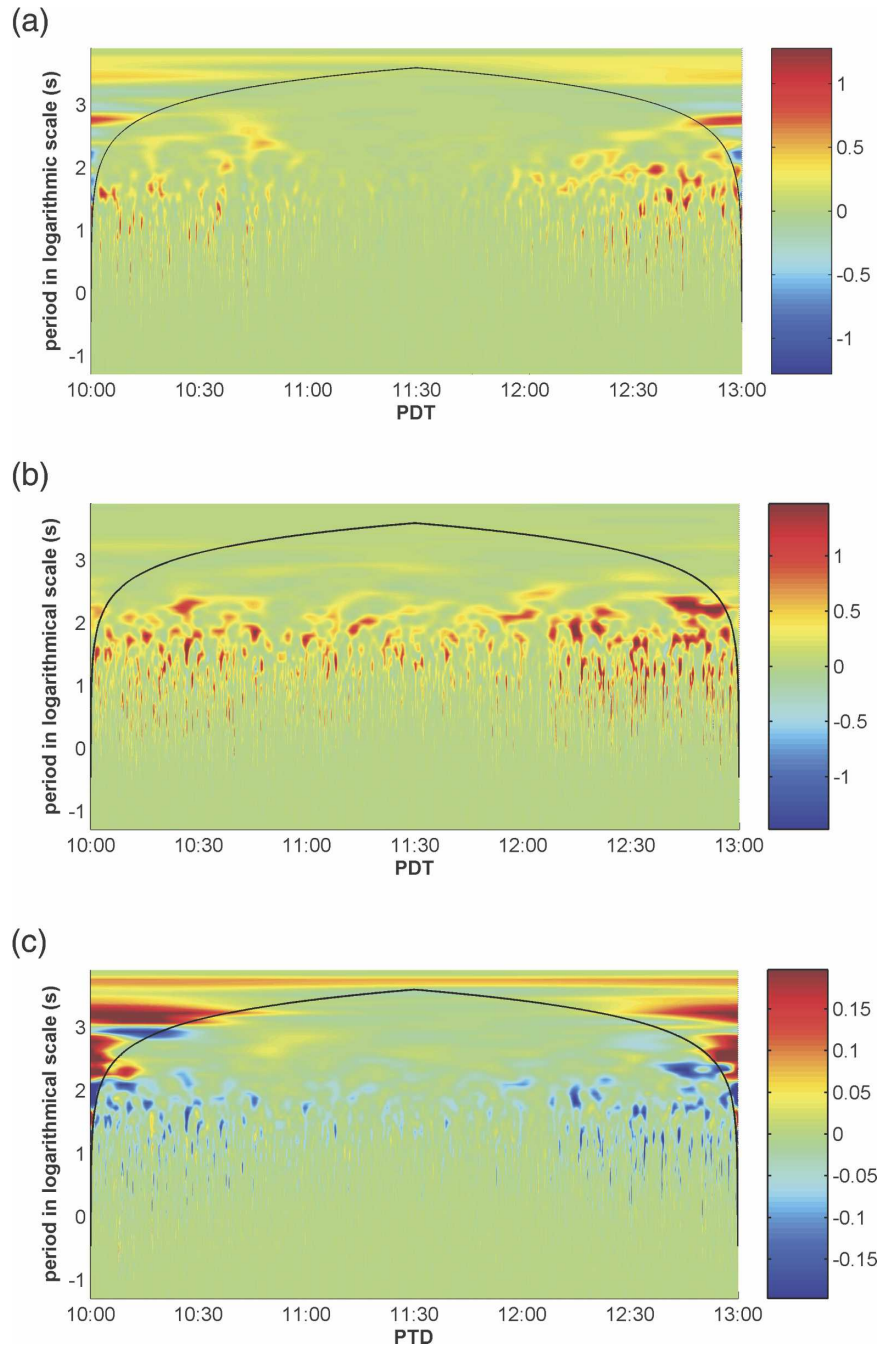 (a)
period in logarithmic scale (s)
3
2
1
0
-1
10:00 10:30 11:00 11:30 12:00 12:30 13:00
PDT
1
0.5
0
-0.5
-1
(b)
period in logarithmical scale (s)
3
2
1
0
-1
10:00 10:30 11:00 11:30 12:00 12:30 13:00
PDT
1
0.5
0
-0.5
-1
(c)
period in logarithmical scale (s)
3
2
1
0
-1
10:00 10:30 11:00 11:30 12:00 12:30 13:00
PTD
0.15
0.1
0.05
0
-0.05
-0.1
-0.15